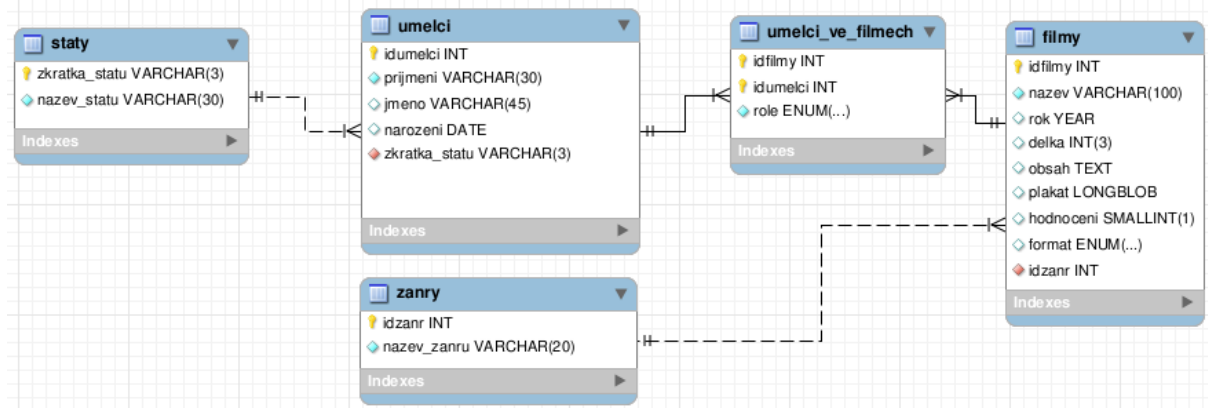 staty
zkratka_statu VARCHAR(3)
nazev_statu VARCHAR(30)
Indexes
umelci
idumelci INT
prijmeni VARCHAR(30)
jmeno VARCHAR(45)
narozeni DATE
zkratka_statu VARCHAR(3)
Indexes
umelci_ve_filmech
idfilmy INT
idumelci INT
role ENUM(...)
Indexes
filmy
idfilmy INT
nazev VARCHAR(100)
rok YEAR
delka INT(3)
obsah TEXT
plakat LONGBLOB
hodnoceni SMALLINT(1)
format ENUM(...)
idzanr INT
Indexes
zanry
idzanr INT
nazev_zanru VARCHAR(20)
Indexes